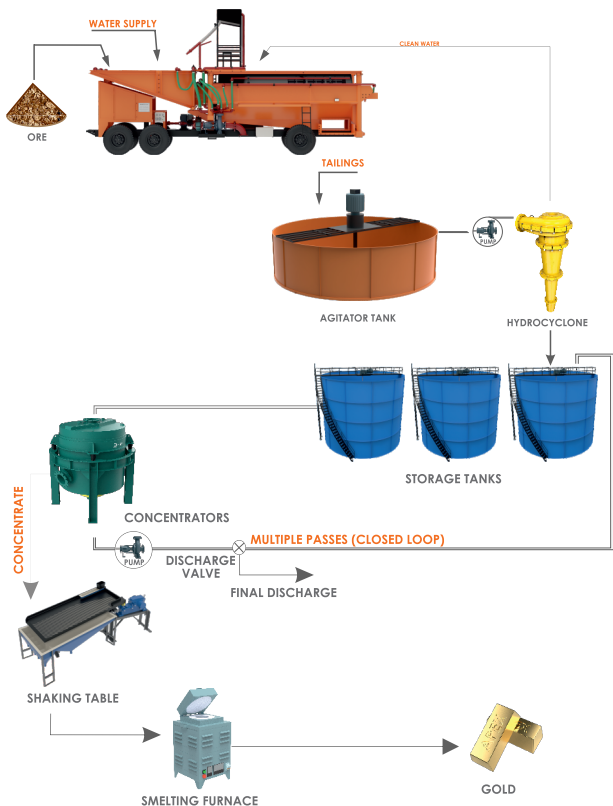 WATER SUPPLY
CLEAN WATER
ORE
TAILINGS
PUMP
AGITATOR TANK
HYDROCYCLONE
STORAGE TANKS
CONCENTRATORS
CONCENTRATE
MULTIPLE PASSES (CLOSED LOOP)
PUMP
DISCHARGE
VALVE
FINAL DISCHARGE
SHAKING TABLE
SMELTING FURNACE
GOLD